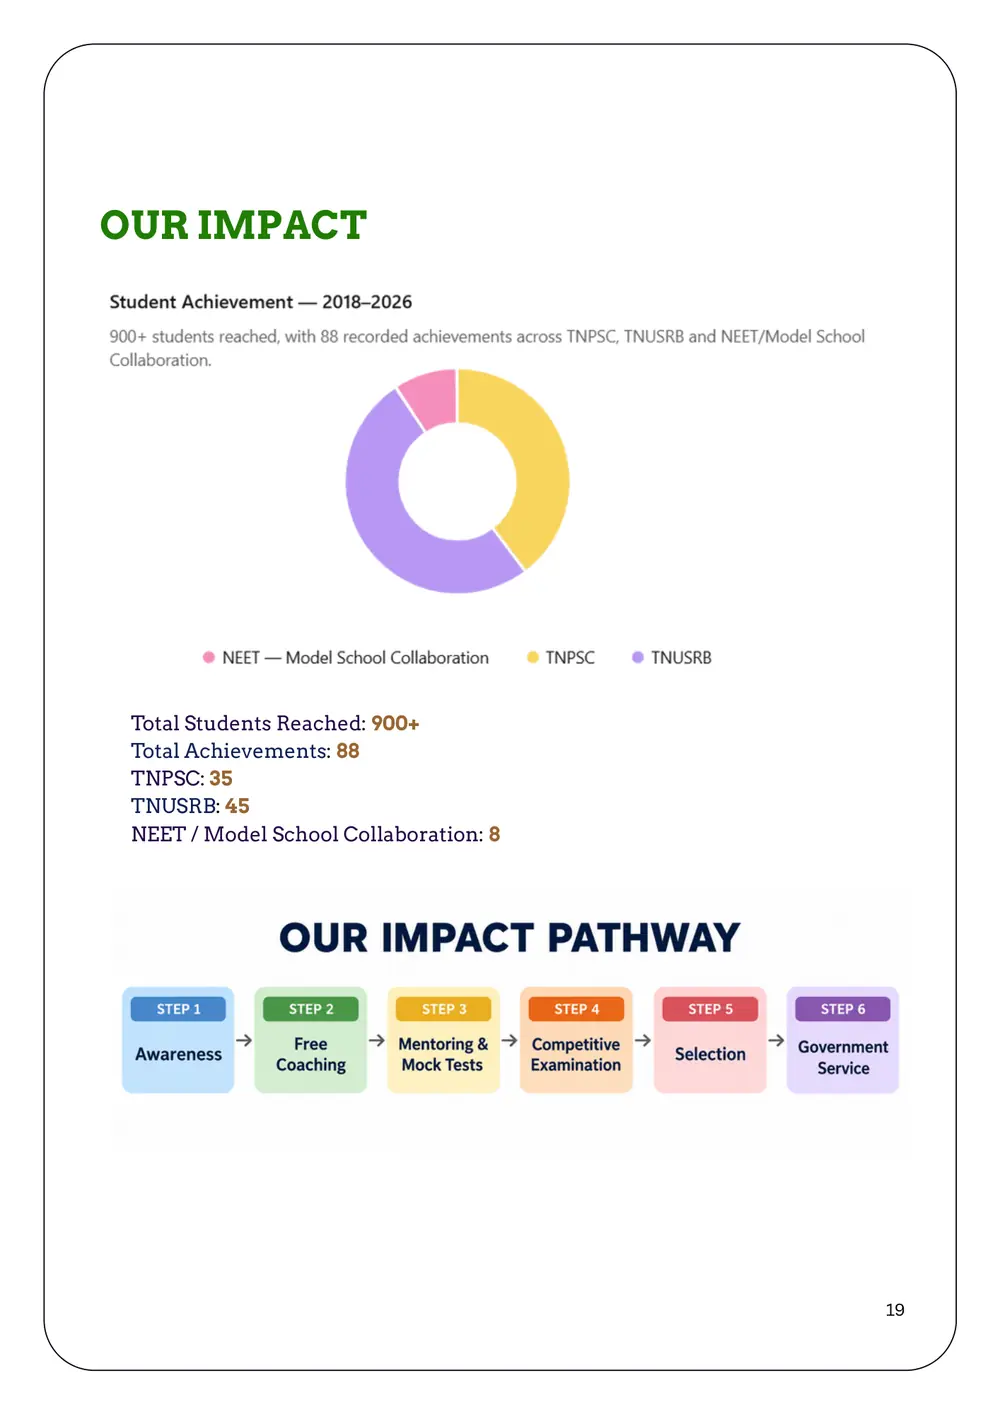 OUR IMPACT
Student Achievement — 2018–2026
900+ students reached, with 88 recorded achievements across TNPSC, TNUSRB and NEET/Model School
Collaboration.
NEET — Model School Collaboration TNPSC TNUSRB
Total Students Reached: 900+
Total Achievements: 88
TNPSC: 35
TNUSRB: 45
NEET / Model School Collaboration: 8
OUR IMPACT PATHWAY
STEP 1
Awareness
STEP 2
Free
Coaching
STEP 3
Mentoring &
Mock Tests
STEP 4
Competitive
Examination
STEP 5
Selection
STEP 6
Government
Service
19